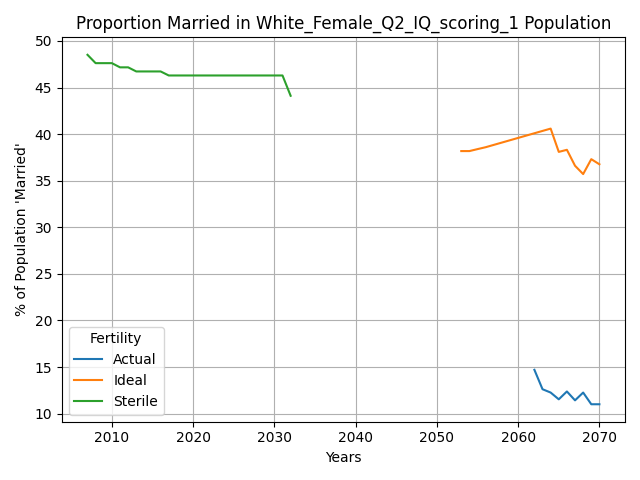 Proportion Married in White_Female_Q2_IQ_scoring_1 Population
% of Population 'Married'
50
45
40
35
30
25
20
15
10
Fertility
Actual
Ideal
Sterile
2010 2020 2030 2040 2050 2060 2070
Years